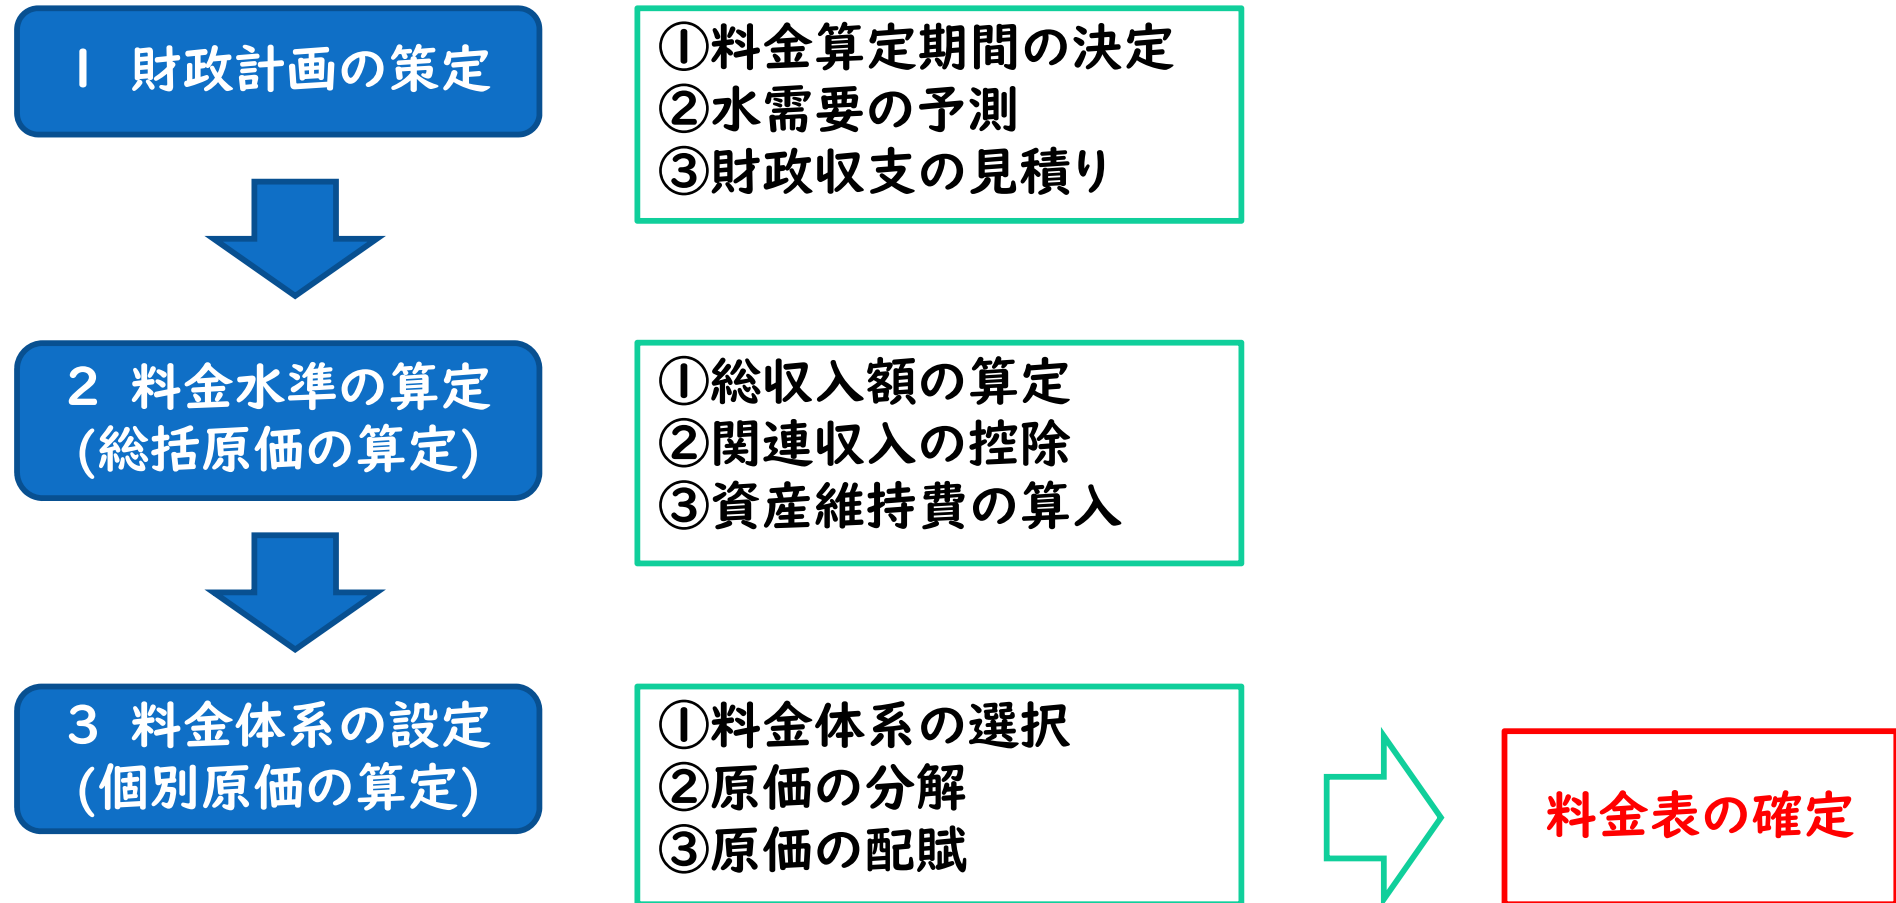 1 財政計画の策定
①料金算定期間の決定
②水需要の予測
③財政収支の見積り
2 料金水準の算定
(総括原価の算定)
①総収入額の算定
②関連収入の控除
③資産維持費の算入
3 料金体系の設定
(個別原価の算定)
①料金体系の選択
②原価の分解
③原価の配賦
料金表の確定